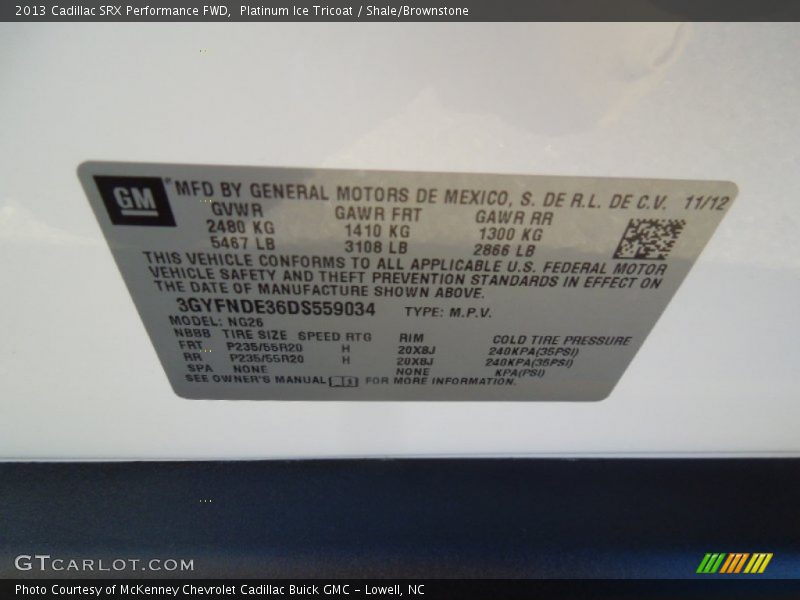 2013 Cadillac SRX Performance FWD,  Platinum Ice Tricoat / Shale/Brownstone
GM
® MFD BY GENERAL MOTORS DE MEXICO, S. DE R.L. DE C.V. 11/12
GVWR GAWR FRT GAWR RR
2480 KG 1410 KG 1300 KG
5467 LB 3108 LB 2866 LB
THIS VEHICLE CONFORMS TO ALL APPLICABLE U.S. FEDERAL MOTOR
VEHICLE SAFETY AND THEFT PREVENTION STANDARDS IN EFFECT ON
THE DATE OF MANUFACTURE SHOWN ABOVE.
3GYFNDE36DS559034 TYPE: M.P.V.
MODEL: NG26
NBBB TIRE SIZE SPEED RTG RIM COLD TIRE PRESSURE
FRT P235/55R20 H 20X8J 240KPA(35PSI)
RR P235/55R20 H 20X8J 240KPA(35PSI)
SPA NONE NONE KPA(PSI)
SEE OWNER'S MANUAL FOR MORE INFORMATION.
GTCARLOT.COM
Photo Courtesy of McKenney Chevrolet Cadillac Buick GMC - Lowell, NC